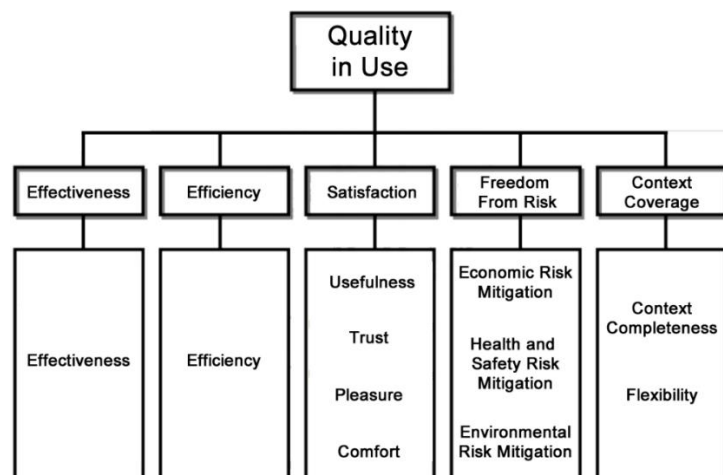 Quality
in Use
Effectiveness
Efficiency
Satisfaction
Freedom
From Risk
Context
Coverage
Effectiveness
Efficiency
Usefulness
Trust
Pleasure
Comfort
Economic Risk
Mitigation
Health and
Safety Risk
Mitigation
Environmental
Risk Mitigation
Context
Completeness
Flexibility